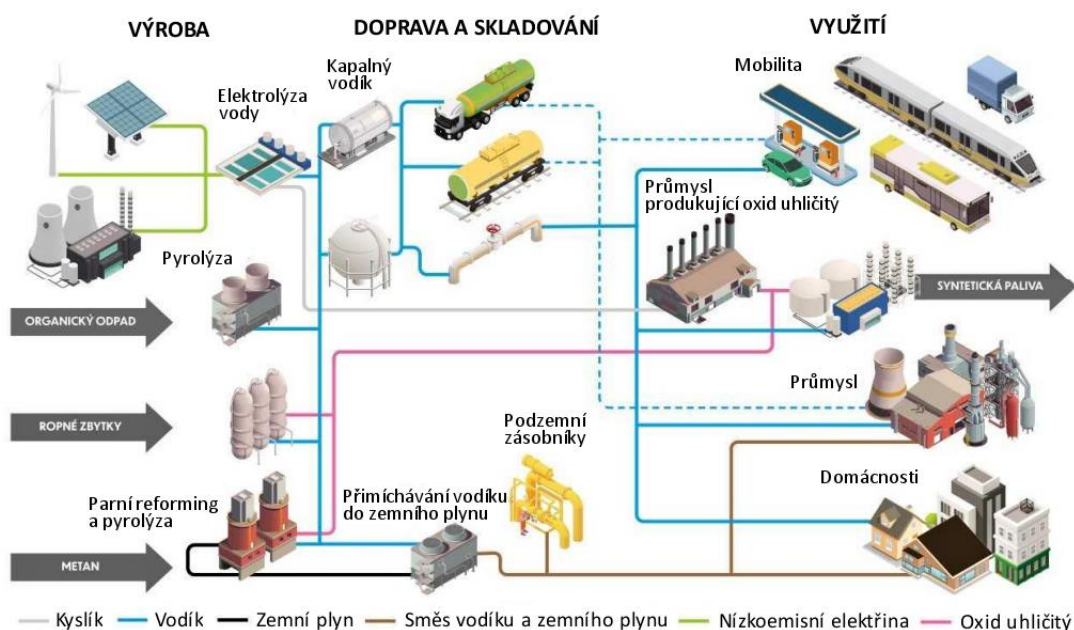 VÝROBA
DOPRAVA A SKLADOVÁNÍ
VYUŽITÍ
Elektrolýza
vody
Kapalný
vodík
Mobilita
Pyrolýza
Průmysl
produkující oxid uhličitý
ORGANICKÝ ODPAD
SYNTETICKÁ PALIVA
ROPNÉ ZBYTKY
Průmysl
Podzemní
zásobníky
Parní reforming
a pyrolýza
Přimíchávání vodíku
do zemního plynu
Domácnosti
METAN
Kyslík
Vodík
Zemní plyn
Směs vodíku a zemního plynu
Nízkoemisní elektřina
Oxid uhličitý